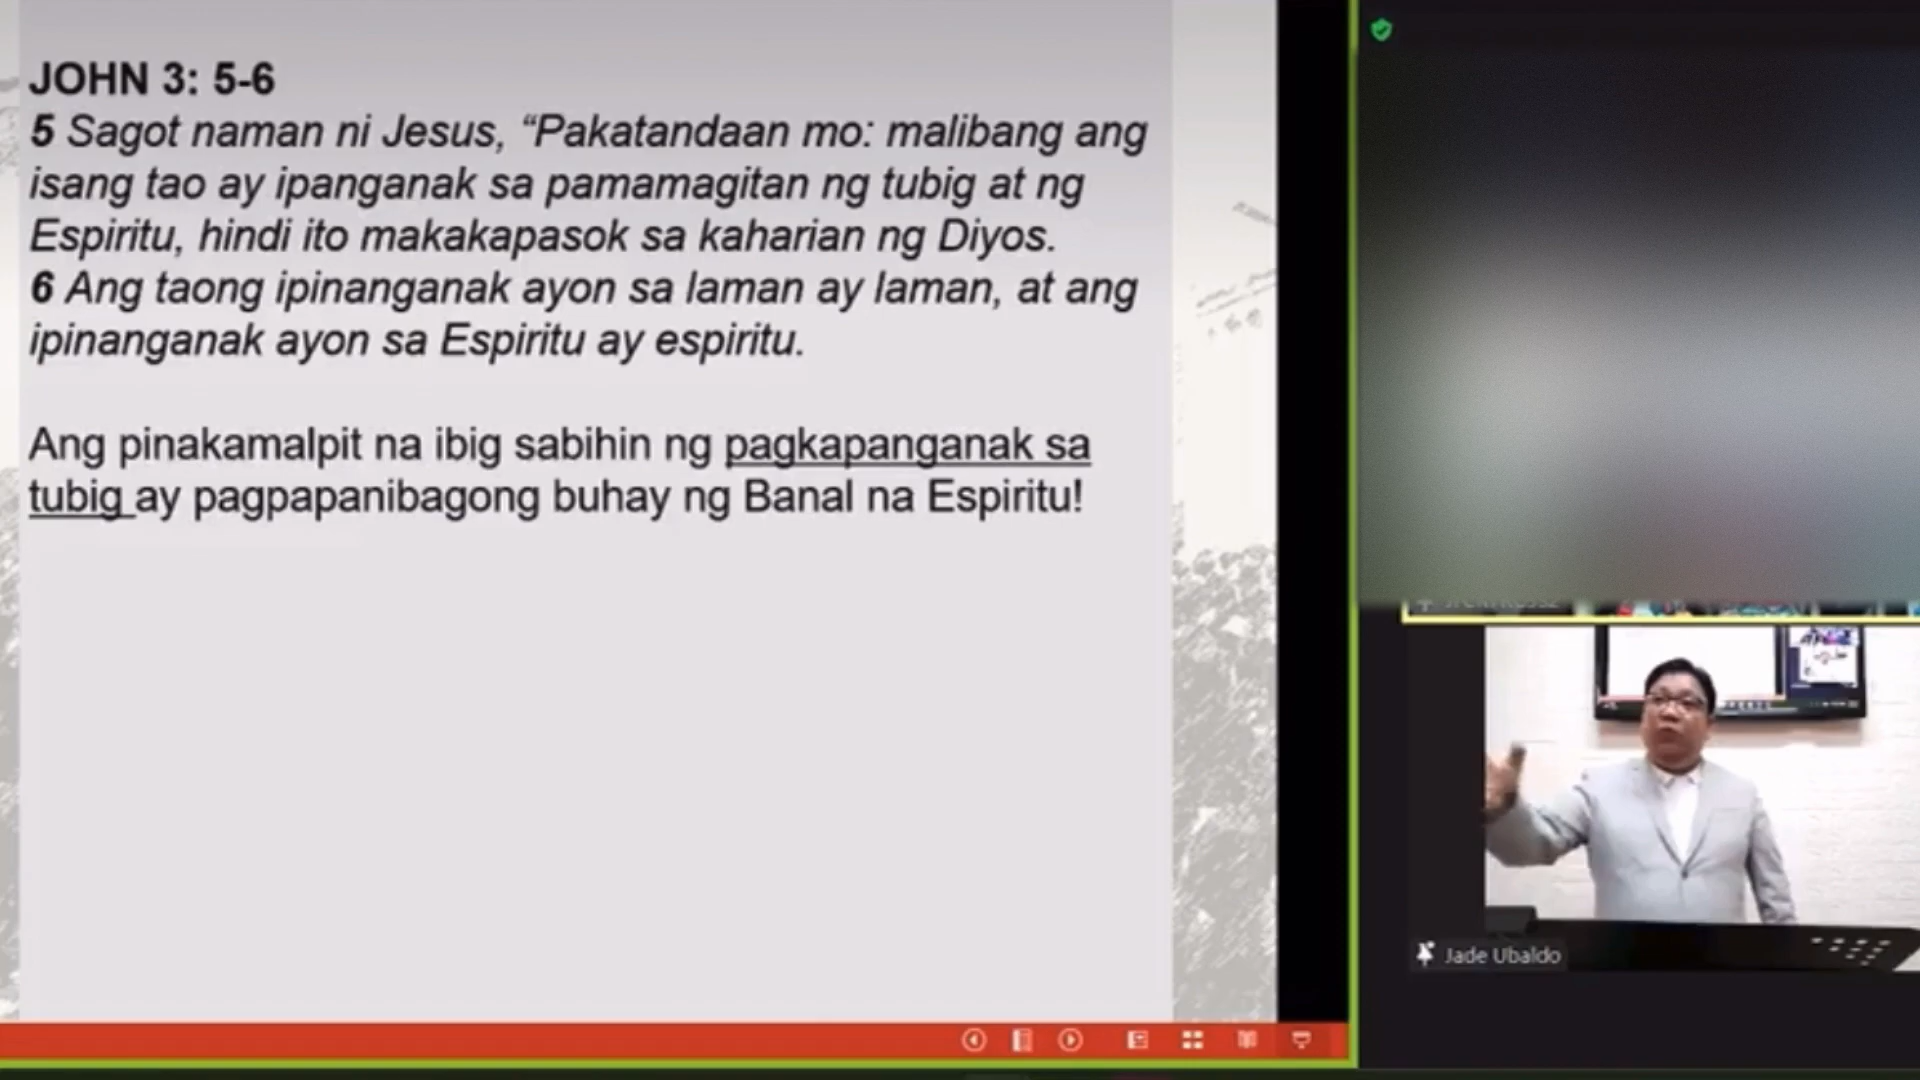 JOHN 3: 5-6
5 Sagot naman ni Jesus, “Pakatandaan mo: malibang ang
isang tao ay ipanganak sa pamamagitan ng tubig at ng
Espiritu, hindi ito makakapasok sa kaharian ng Diyos.
6 Ang taong ipinanganak ayon sa laman ay laman, at ang
ipinanganak ayon sa Espiritu ay espiritu.
Ang pinakamalpit na ibig sabihin ng pagkapanganak sa
tubig ay pagpapanibagong buhay ng Banal na Espiritu!
Jade Ubaldo